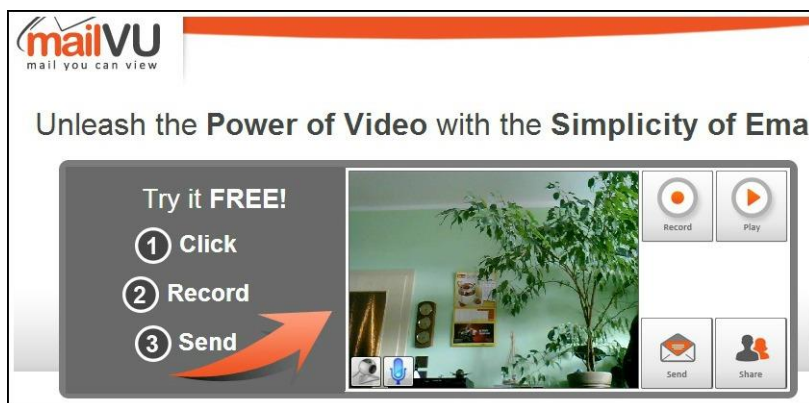 mailVU
mail you can view
Unleash the Power of Video with the Simplicity of Ema
Try it FREE!
1 Click
2 Record
3 Send
Record
Play
Send
Share